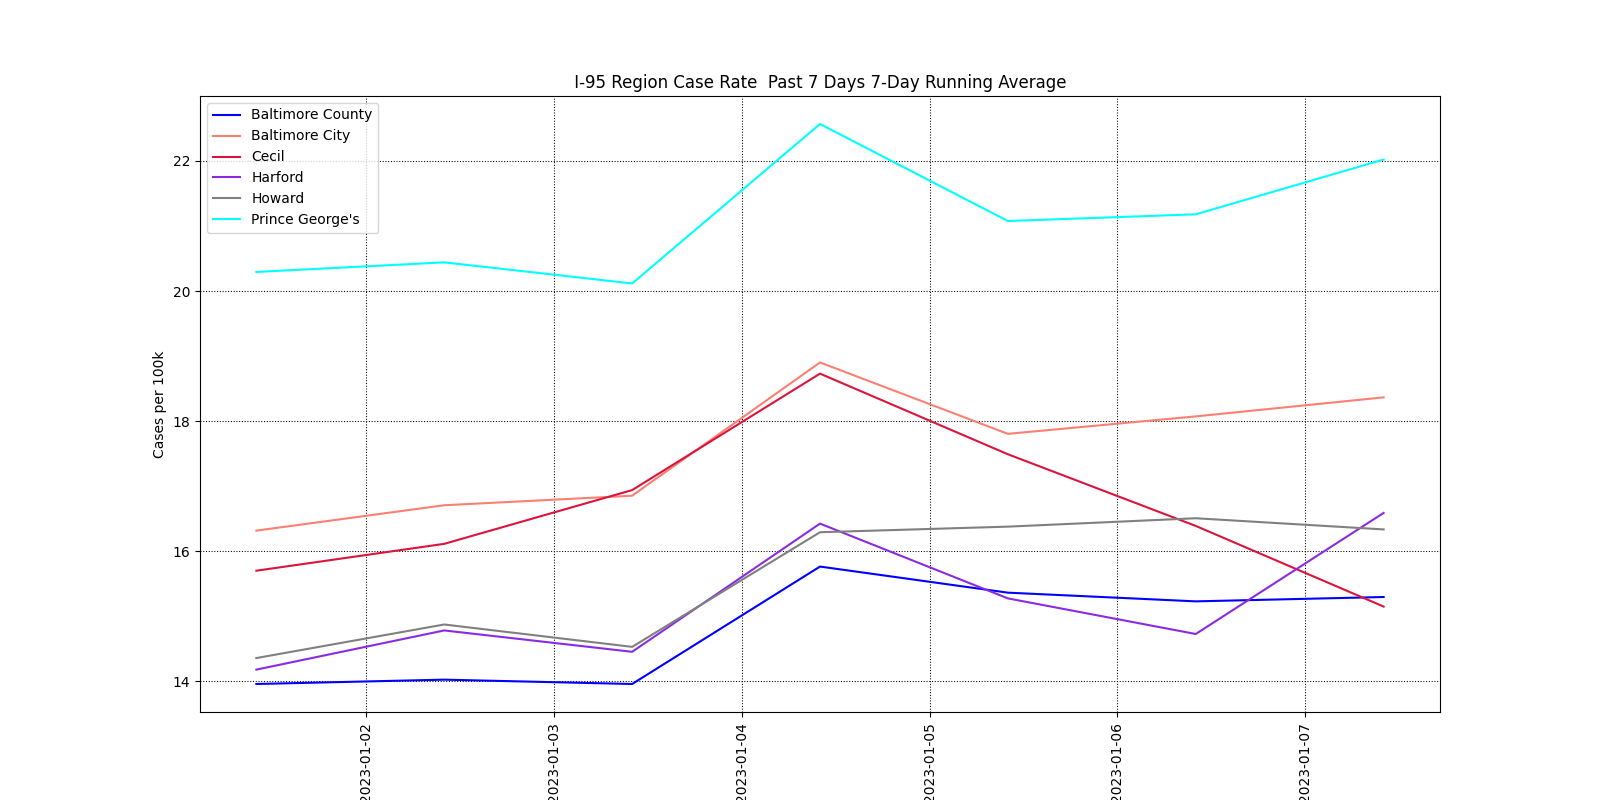 I-95 Region Case Rate  Past 7 Days 7-Day Running Average
Baltimore County
Baltimore City
Cecil
Harford
Howard
Prince George's
Cases per 100k
22
20
18
16
14
2023-01-02
2023-01-03
2023-01-04
2023-01-05
2023-01-06
2023-01-07